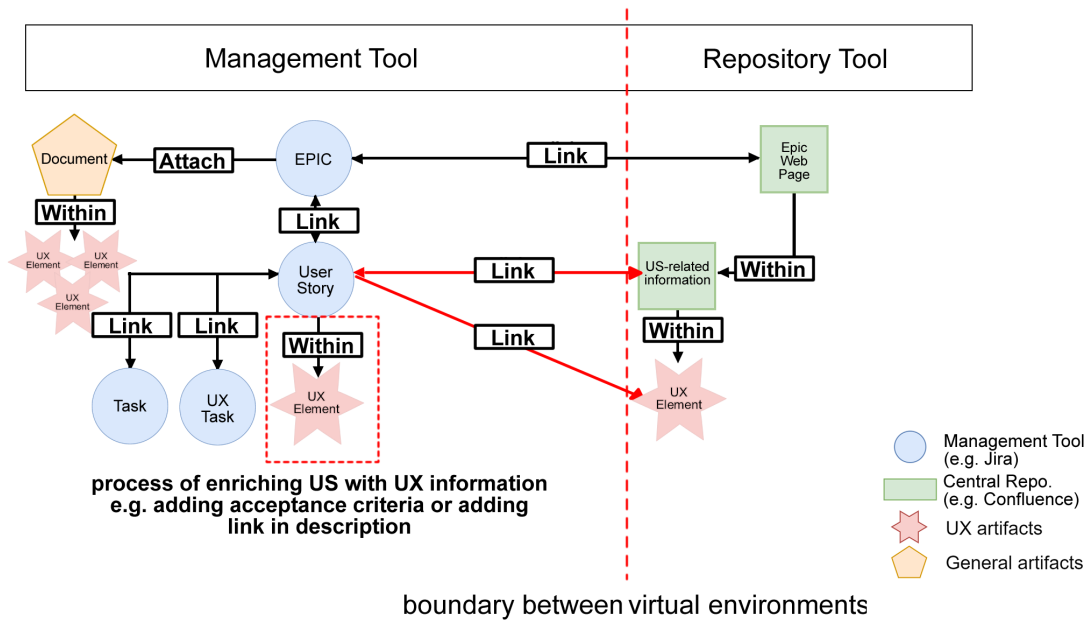 Management Tool
Repository Tool
Document
Attach
EPIC
Link
Epic
Web
Page
Within
Link
UX
Element
UX
Element
UX
Element
User
Story
Link
US-related
information
Within
Link
Link
Link
Within
Within
Task
UX
Task
UX
Element
UX
Element
process of enriching US with UX information
e.g. adding acceptance criteria or adding
link in description
Management Tool
(e.g. Jira)
Central Repo.
(e.g. Confluence)
UX artifacts
General artifacts
boundary between virtual environments